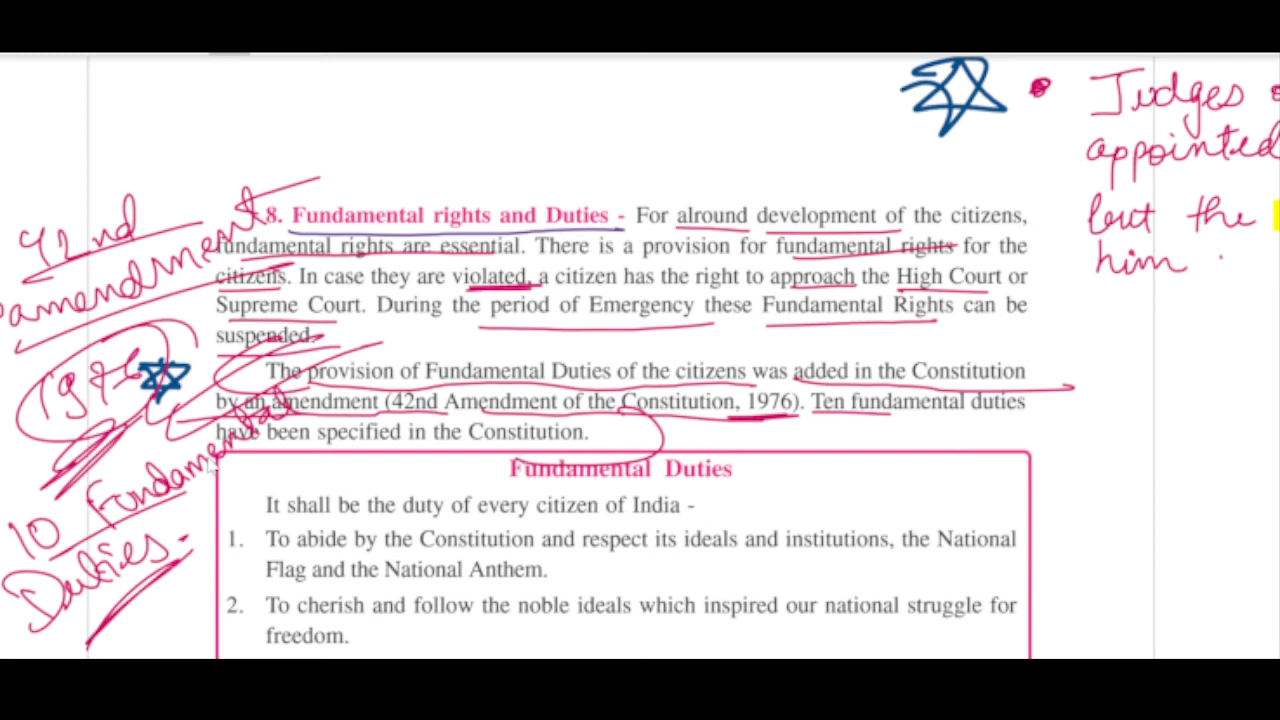 Judges
appointed
but the
him.
42nd
amendment
1976
10 Fundamental
Duties.
8. Fundamental rights and Duties - For alround development of the citizens,
fundamental rights are essential. There is a provision for fundamental rights for the
citizens. In case they are violated, a citizen has the right to approach the High Court or
Supreme Court. During the period of Emergency these Fundamental Rights can be
suspended.
The provision of Fundamental Duties of the citizens was added in the Constitution
by an amendment (42nd Amendment of the Constitution, 1976). Ten fundamental duties
have been specified in the Constitution.
Fundamental Duties
It shall be the duty of every citizen of India -
1. To abide by the Constitution and respect its ideals and institutions, the National
Flag and the National Anthem.
2. To cherish and follow the noble ideals which inspired our national struggle for
freedom.